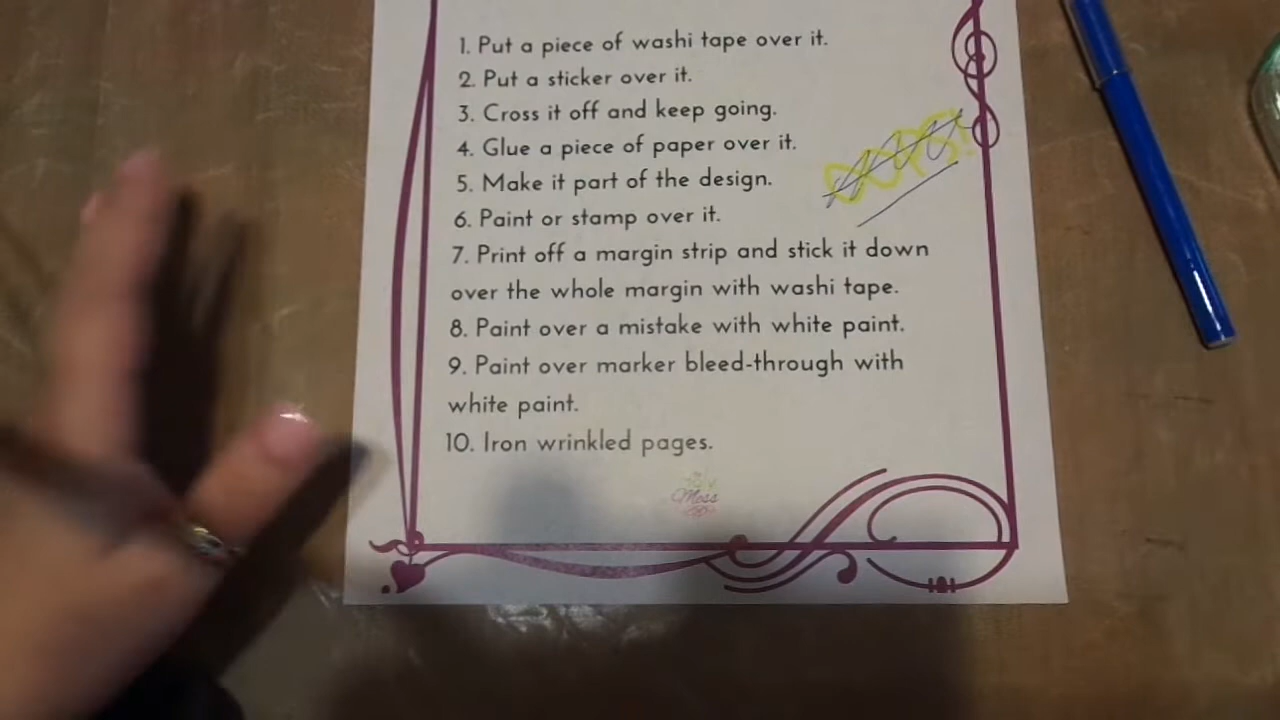 1. Put a piece of washi tape over it.
2. Put a sticker over it.
3. Cross it off and keep going.
4. Glue a piece of paper over it.
5. Make it part of the design.
6. Paint or stamp over it.
7. Print off a margin strip and stick it down
over the whole margin with washi tape.
8. Paint over a mistake with white paint.
9. Paint over marker bleed-through with
white paint.
10. Iron wrinkled pages.
Moss